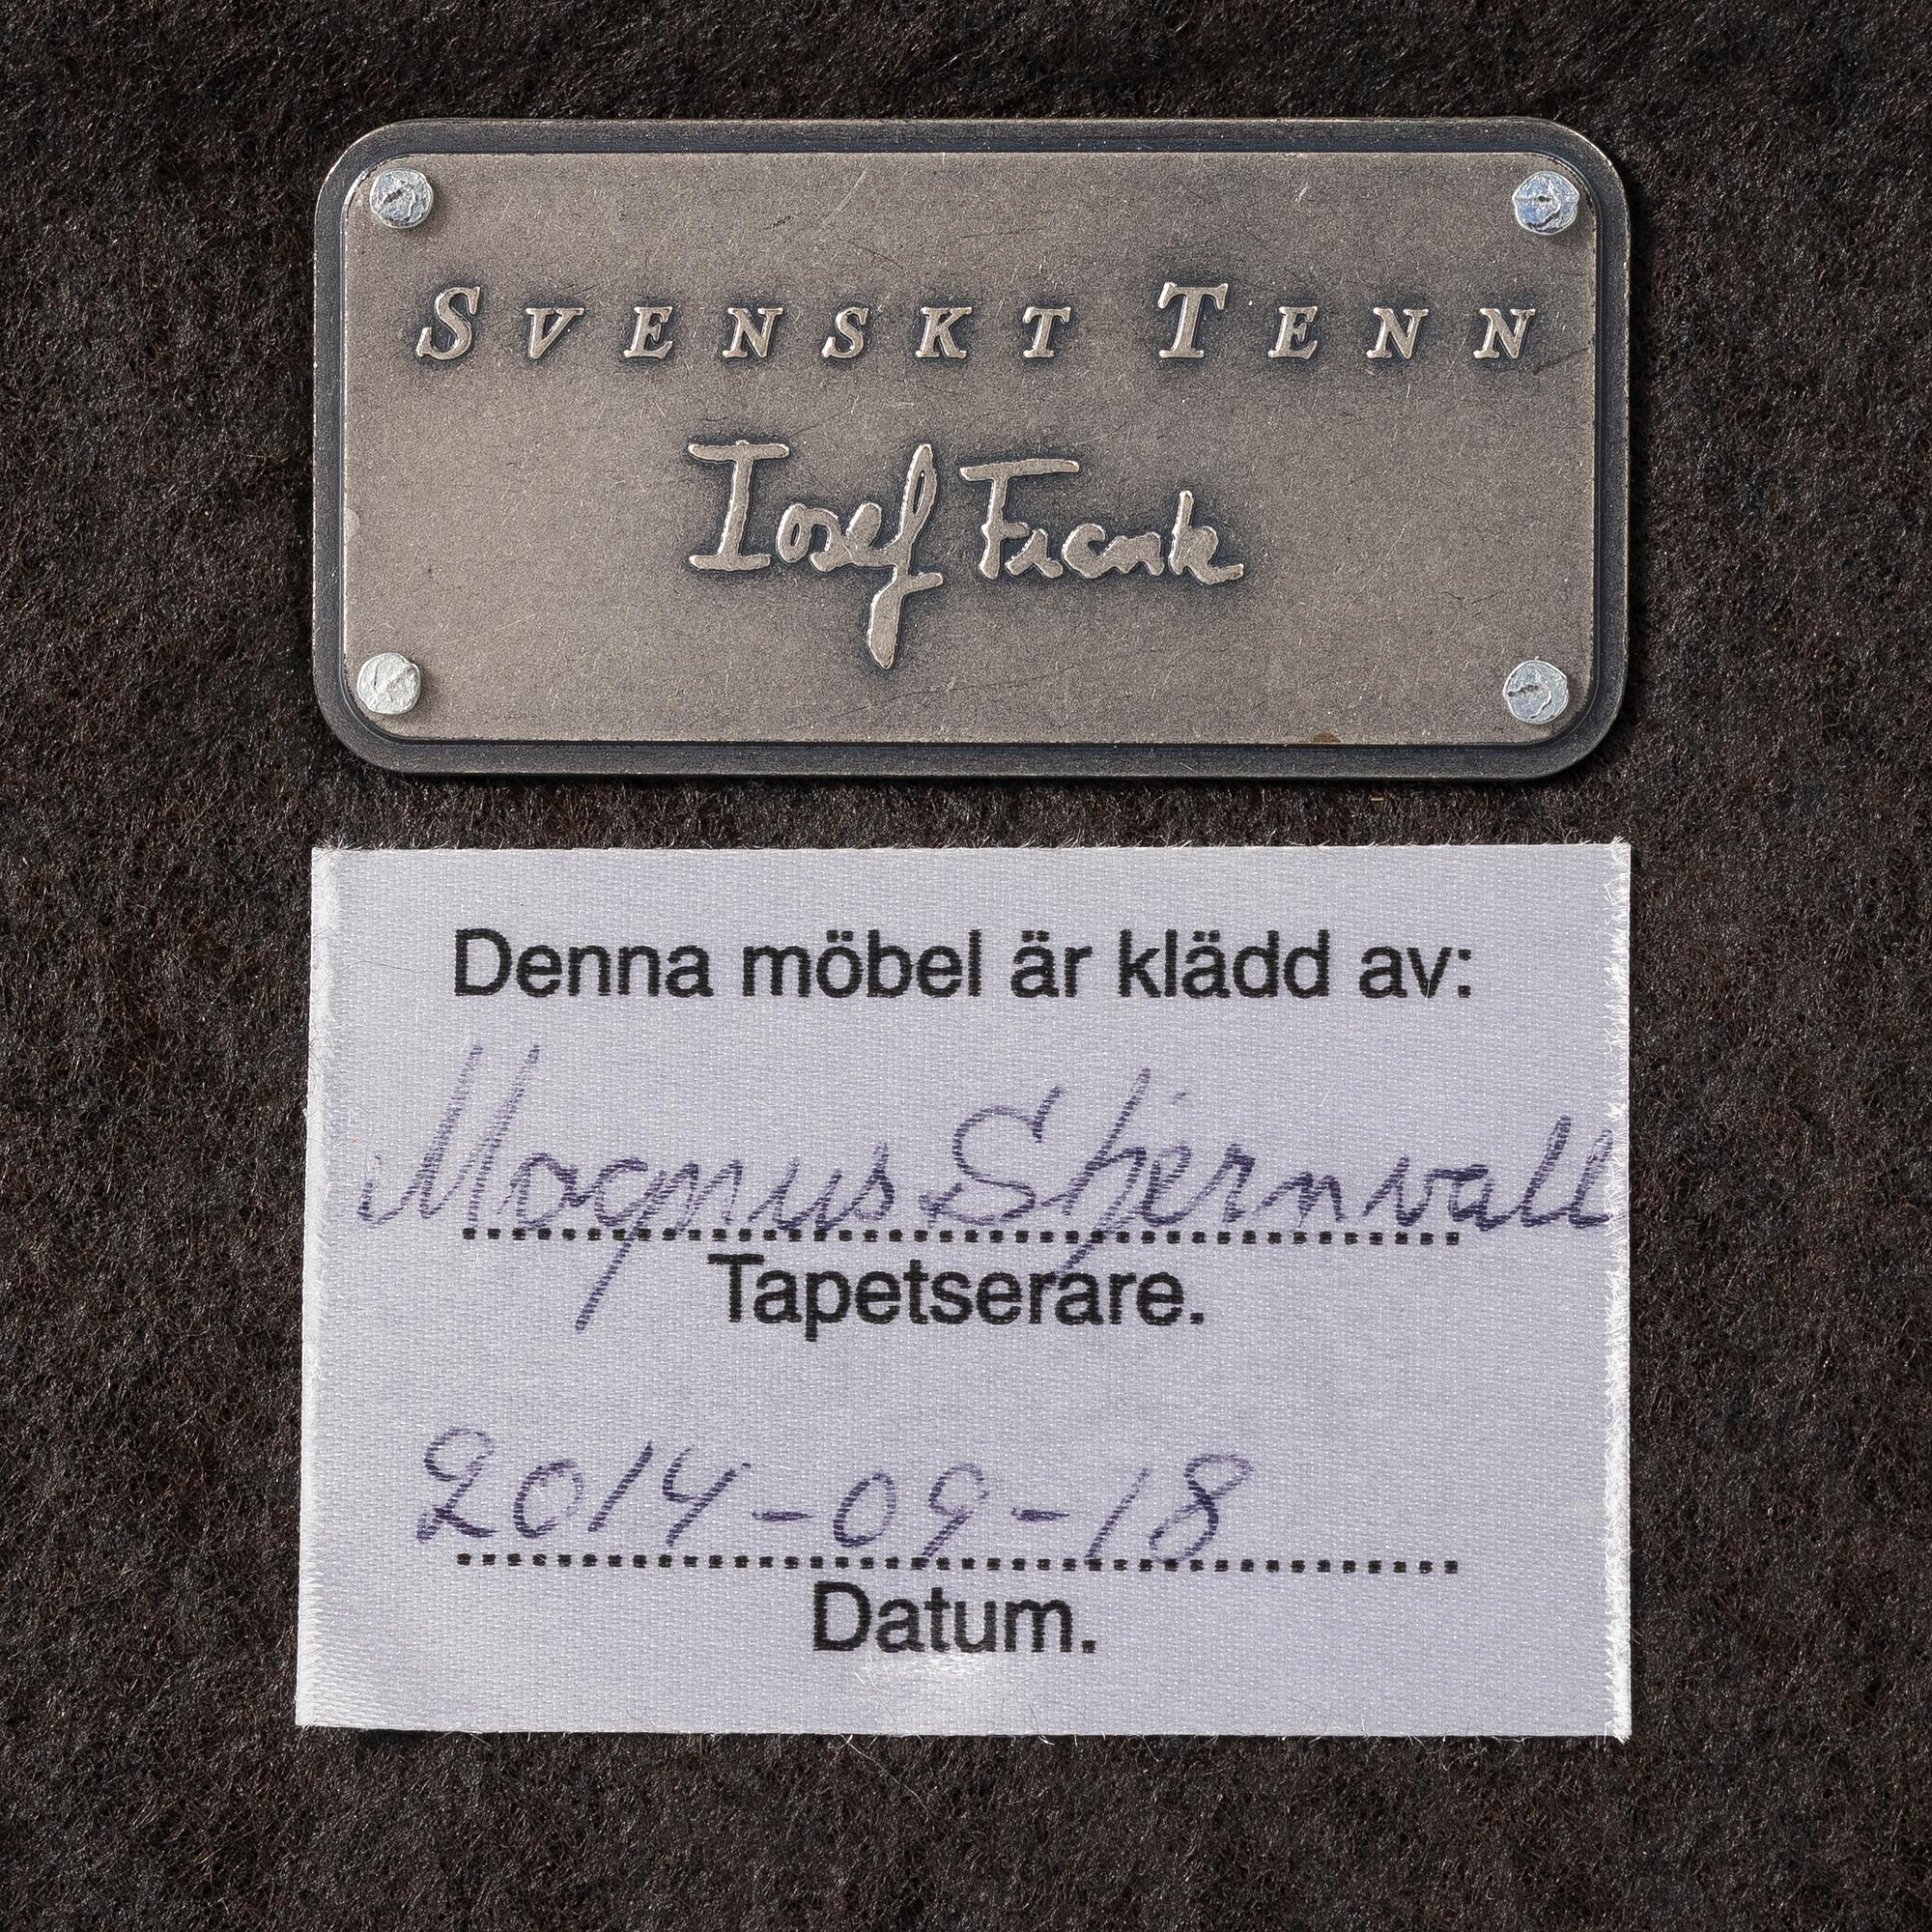 SVENSKT TENN
Josef Frank
Denna möbel är klädd av:
Magnus Stjernvall
Tapetserare.
2014-09-18
Datum.